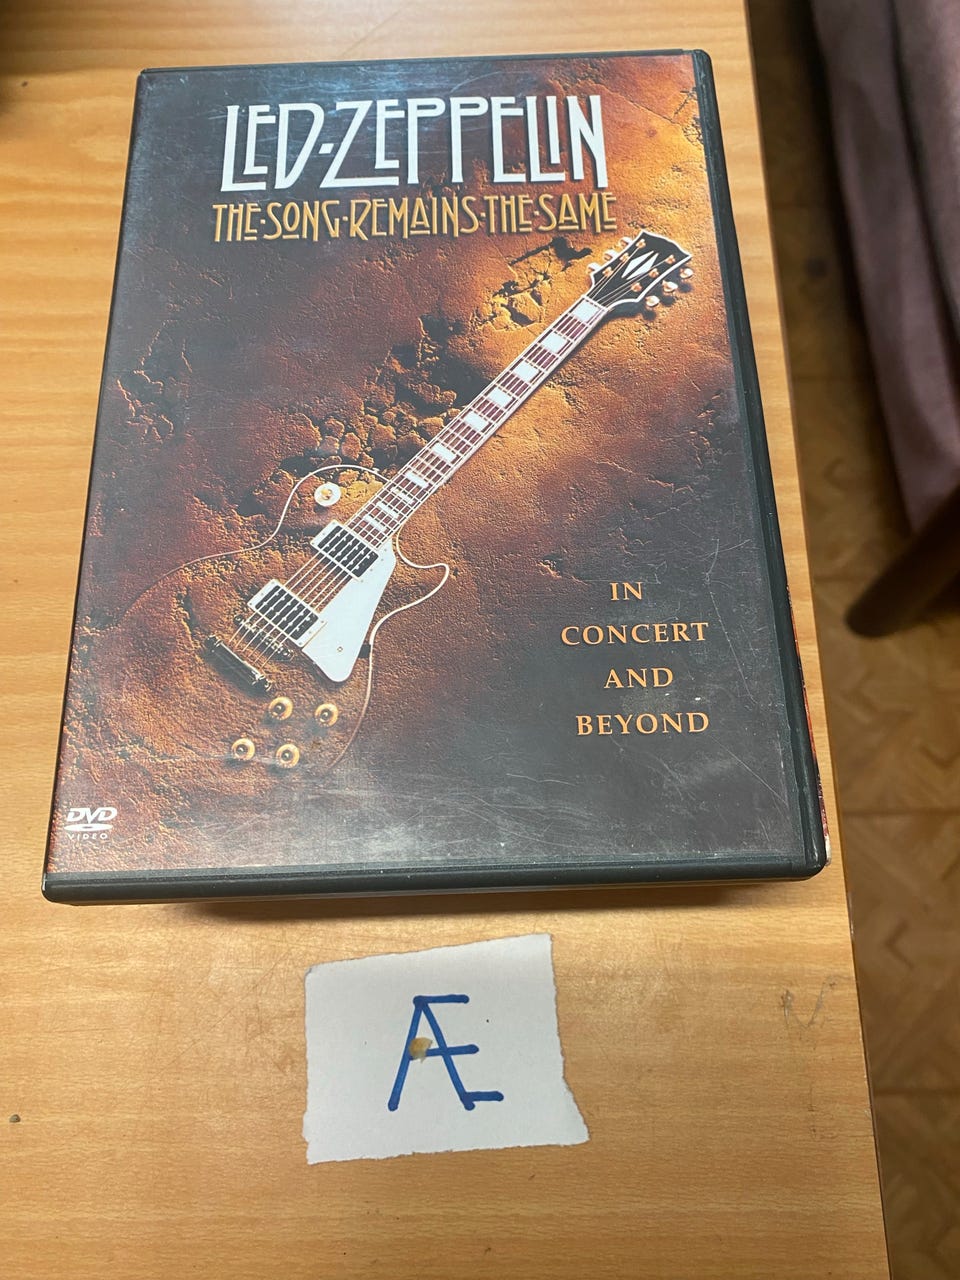 LED·ZEPPELIN
THE·SONG·REMAINS·THE·SAME
IN
CONCERT
AND
BEYOND
DVD
VIDEO
Æ